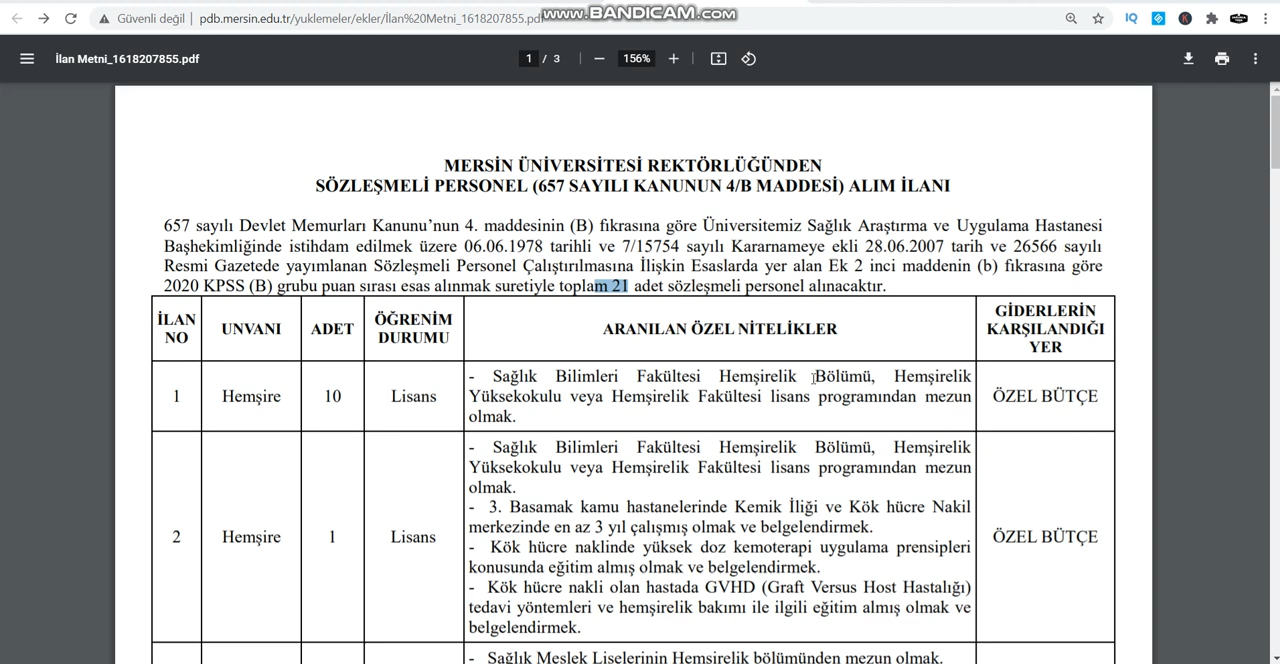 www.BANDICAM.com
Güvenli değil | pdb.mersin.edu.tr/yuklemeler/ekler/İlan%20Metni_1618207855.pdf
IQ
K
İlan Metni_1618207855.pdf
1 / 3
156%
MERSİN ÜNİVERSİTESİ REKTÖRLÜĞÜNDEN
SÖZLEŞMELİ PERSONEL (657 SAYILI KANUNUN 4/B MADDESİ) ALIM İLANI
657 sayılı Devlet Memurları Kanunu’nun 4. maddesinin (B) fıkrasına göre Üniversitemiz Sağlık Araştırma ve Uygulama Hastanesi
Başhekimliğinde istihdam edilmek üzere 06.06.1978 tarihli ve 7/15754 sayılı Kararnameye ekli 28.06.2007 tarih ve 26566 sayılı
Resmi Gazetede yayımlanan Sözleşmeli Personel Çalıştırılmasına İlişkin Esaslarda yer alan Ek 2 inci maddenin (b) fıkrasına göre
2020 KPSS (B) grubu puan sırası esas alınmak suretiyle toplam 21 adet sözleşmeli personel alınacaktır.
İLAN
NO
UNVANI
ADET
ÖĞRENİM
DURUMU
ARANILAN ÖZEL NİTELİKLER
GİDERLERİN
KARŞILANDIĞI
YER
1
Hemşire
10
Lisans
- Sağlık Bilimleri Fakültesi Hemşirelik Bölümü, Hemşirelik
Yüksekokulu veya Hemşirelik Fakültesi lisans programından mezun
olmak.
ÖZEL BÜTÇE
2
Hemşire
1
Lisans
- Sağlık Bilimleri Fakültesi Hemşirelik Bölümü, Hemşirelik
Yüksekokulu veya Hemşirelik Fakültesi lisans programından mezun
olmak.
- 3. Basamak kamu hastanelerinde Kemik İliği ve Kök hücre Nakil
merkezinde en az 3 yıl çalışmış olmak ve belgelendirmek.
- Kök hücre naklinde yüksek doz kemoterapi uygulama prensipleri
konusunda eğitim almış olmak ve belgelendirmek.
- Kök hücre nakli olan hastada GVHD (Graft Versus Host Hastalığı)
tedavi yöntemleri ve hemşirelik bakımı ile ilgili eğitim almış olmak ve
belgelendirmek.
ÖZEL BÜTÇE
- Sağlık Meslek Liselerinin Hemşirelik bölümünden mezun olmak.